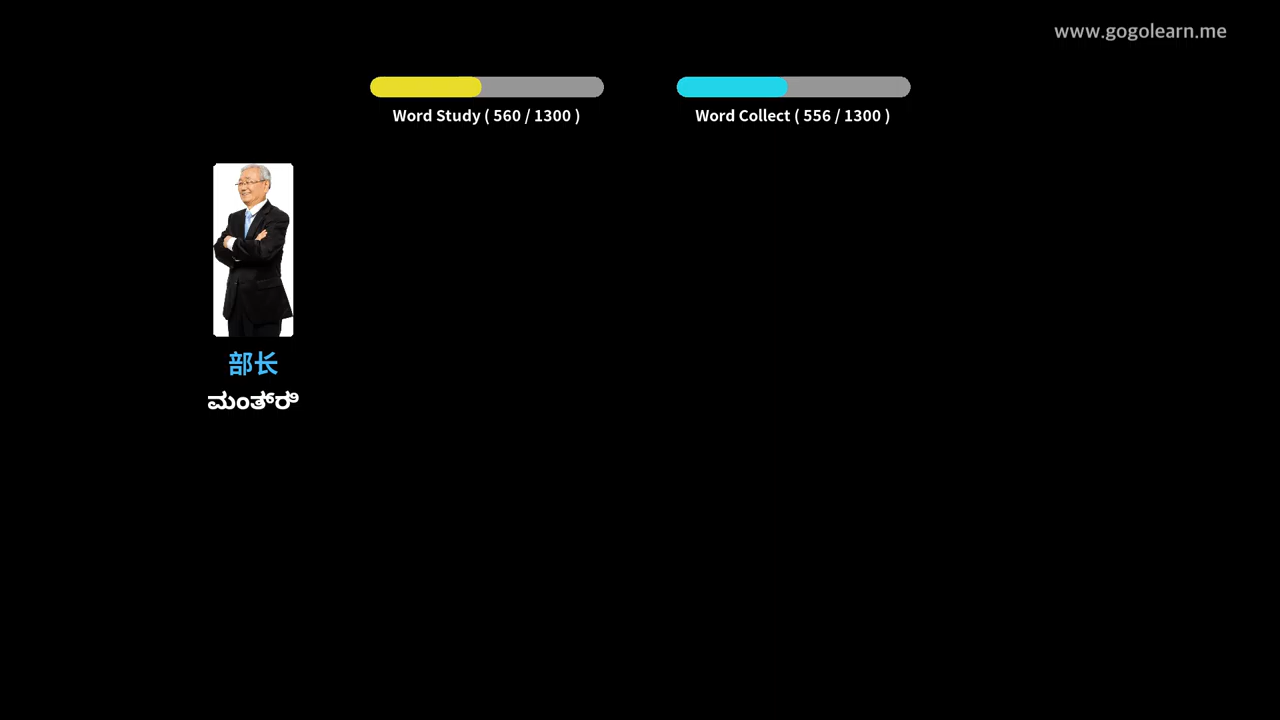 www.gogolearn.me
Word Study ( 560 / 1300 )
Word Collect ( 556 / 1300 )
部长
ಮಂತ್ರಿ